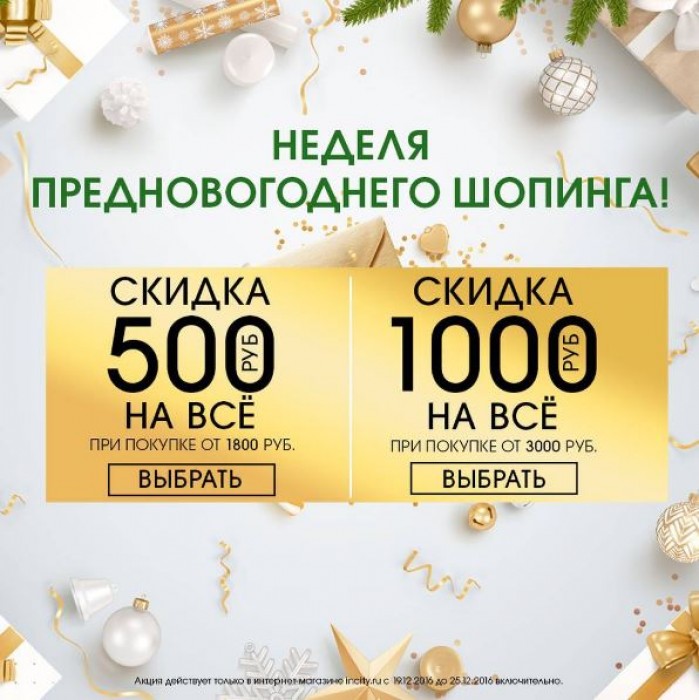 НЕДЕЛЯ
ПРЕДНОВОГОДНЕГО ШОПИНГА!
СКИДКА
500 РУБ
НА ВСЁ
ПРИ ПОКУПКЕ ОТ 1800 РУБ.
ВЫБРАТЬ
СКИДКА
1000 РУБ
НА ВСЁ
ПРИ ПОКУПКЕ ОТ 3000 РУБ.
ВЫБРАТЬ
Акция действует только в интернет-магазине incity.ru с 19.12.2016 до 25.12.2016 включительно.